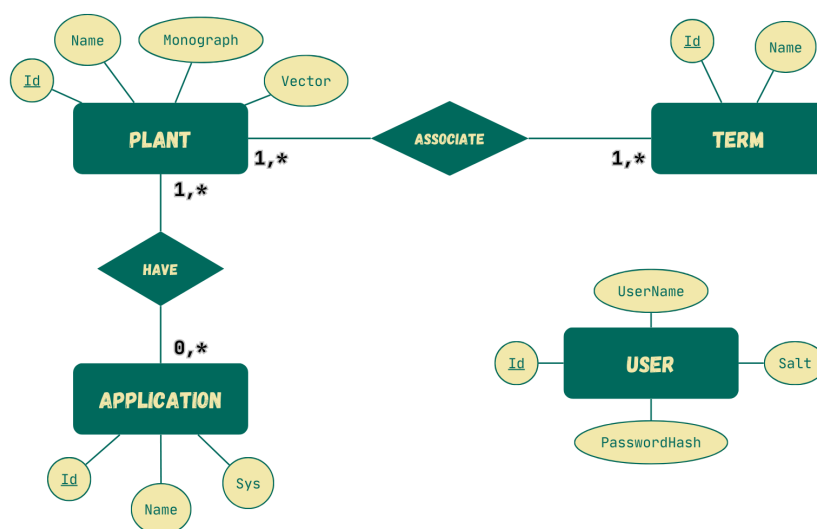 Name
Monograph
Id
Name
Id
Vector
PLANT
ASSOCIATE
TERM
1,*
1,*
1,*
HAVE
UserName
0,*
Id
USER
Salt
APPLICATION
PasswordHash
Id
Sys
Name